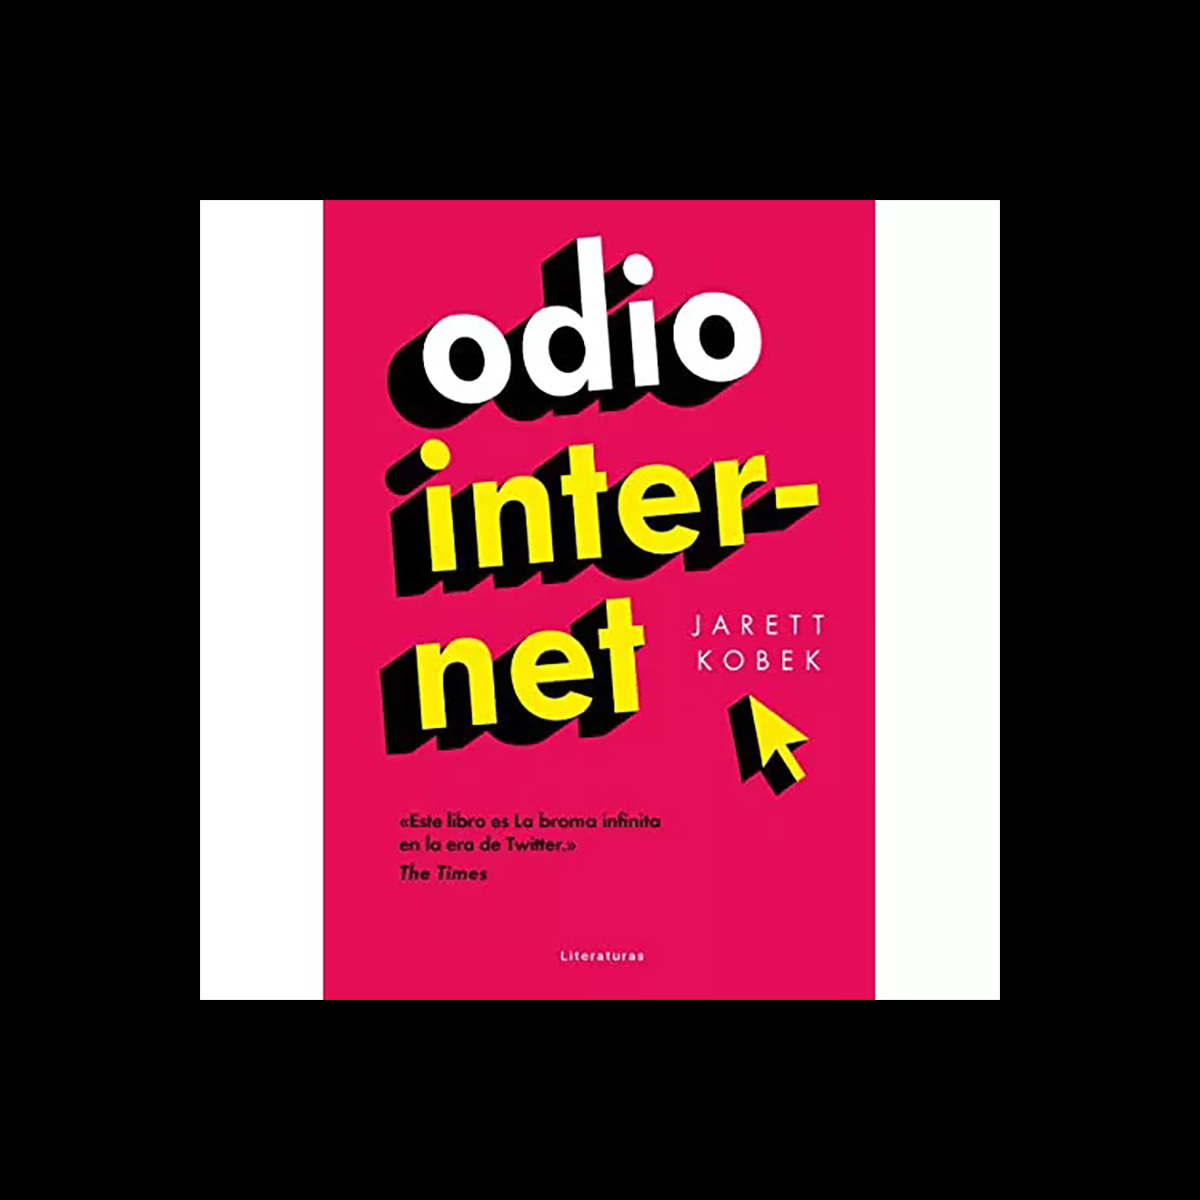 odio
inter-
net
JARETT
KOBEK
«Este libro es La broma infinita
en la era de Twitter.»
The Times
Literaturas